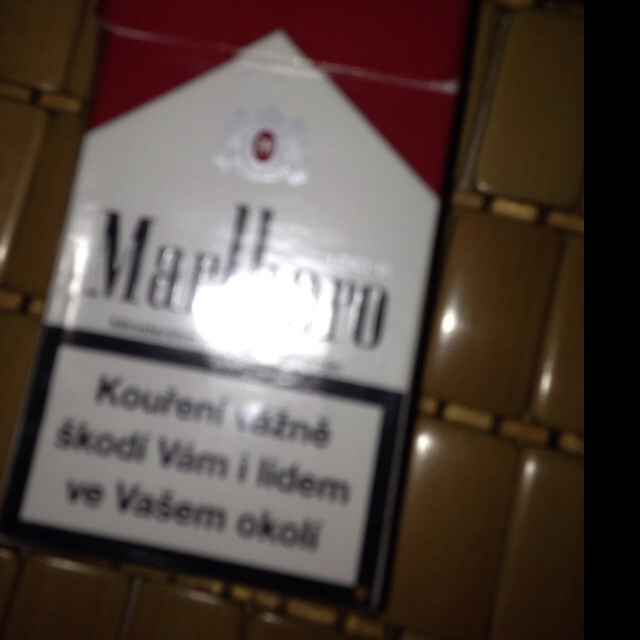 Marlboro
Kouření vážně
škodí Vám i lidem
ve Vašem okolí